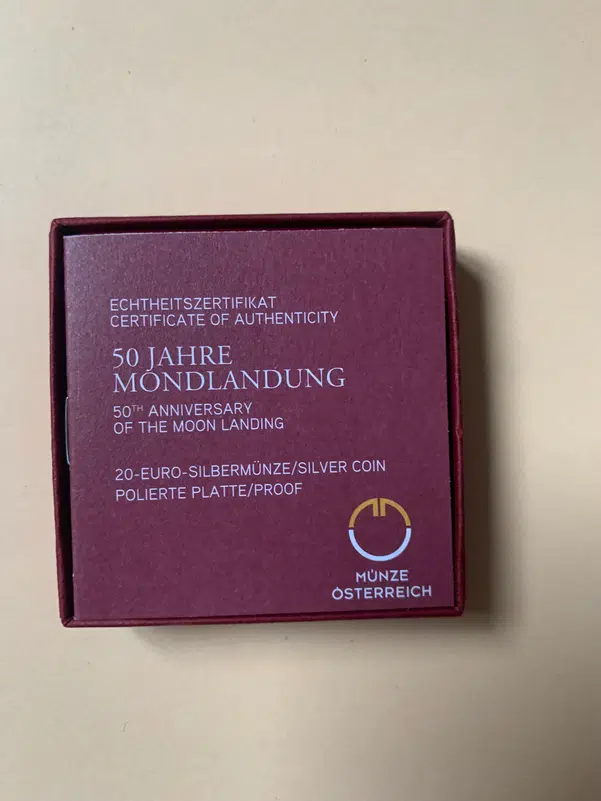 ECHTHEITSZERTIFIKAT
CERTIFICATE OF AUTHENTICITY
50 JAHRE
MONDLANDUNG
50TH ANNIVERSARY
OF THE MOON LANDING
20-EURO-SILBERMÜNZE/SILVER COIN
POLIERTE PLATTE/PROOF
MÜNZE
ÖSTERREICH